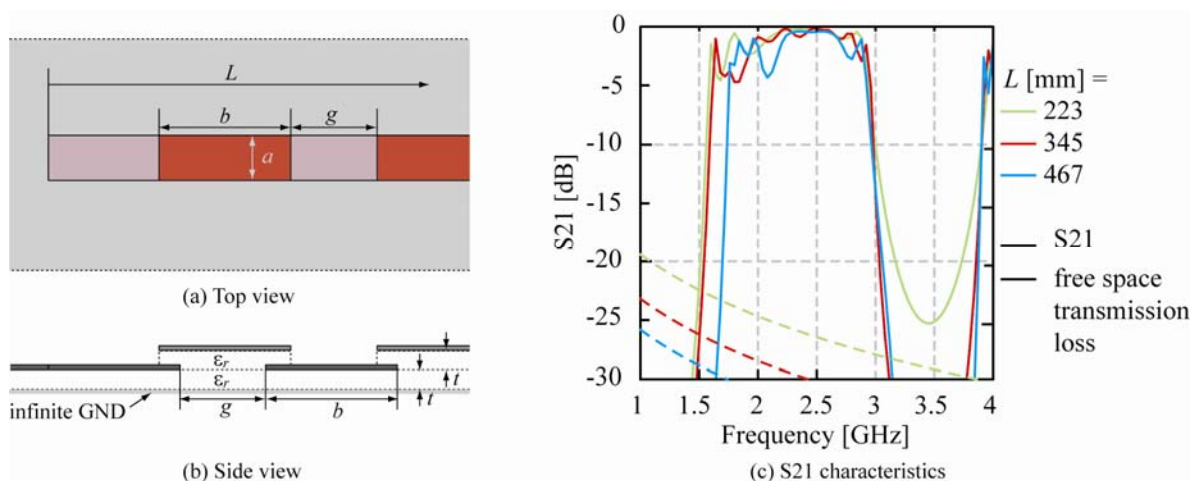 L
b
g
a
(a) Top view
εr
εr
t
t
infinite GND
g
b
(b) Side view
0
-5
-10
-15
-20
-25
-30
S21 [dB]
1
1.5
2
2.5
3
3.5
4
Frequency [GHz]
(c) S21 characteristics
L [mm] =
223
345
467
S21
free space
transmission
loss